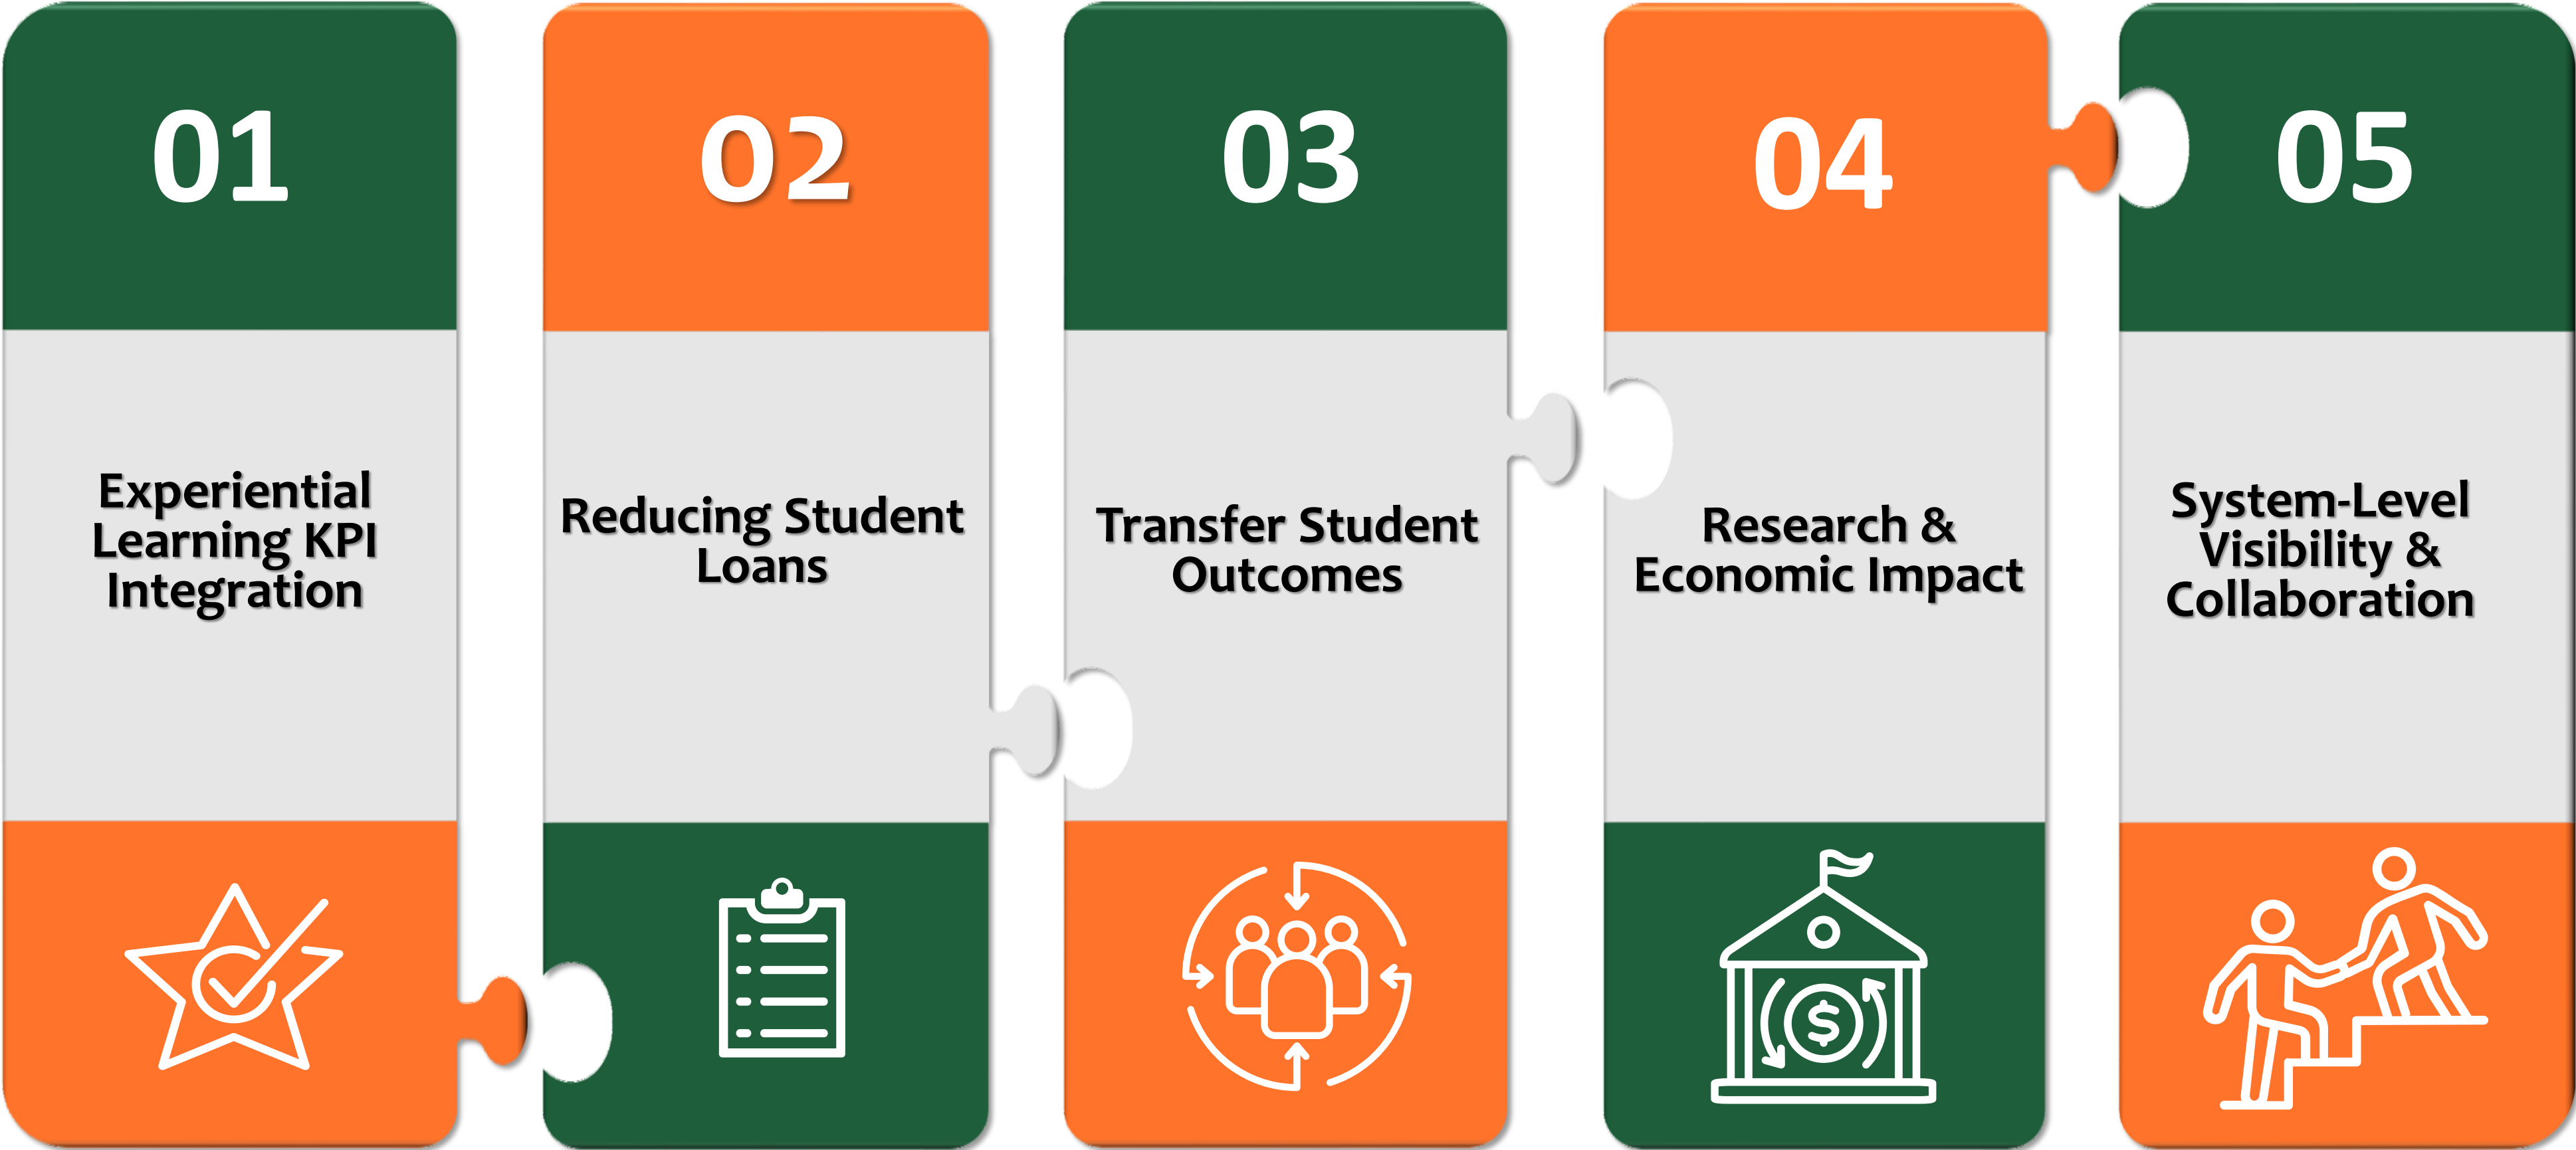 01
Experiential
Learning KPI
Integration
02
Reducing Student
Loans
03
Transfer Student
Outcomes
04
Research &
Economic Impact
$
05
System-Level
Visibility &
Collaboration